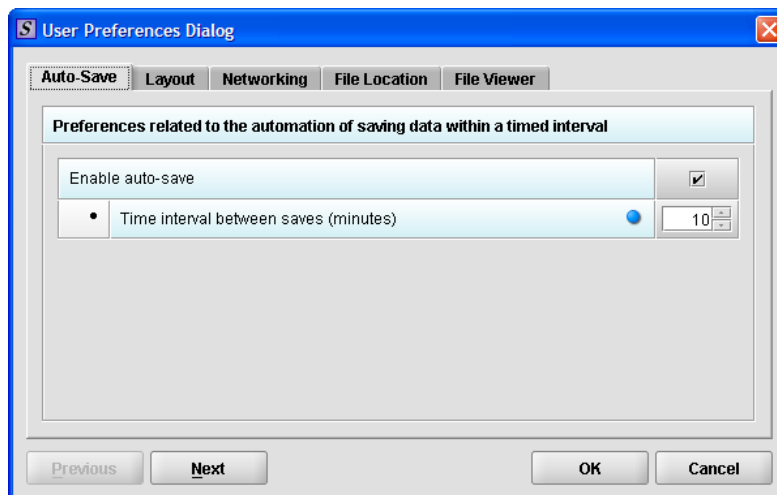 S User Preferences Dialog
Auto-Save Layout Networking File Location File Viewer
Preferences related to the automation of saving data within a timed interval
Enable auto-save
• Time interval between saves (minutes) 10
Previous Next OK Cancel